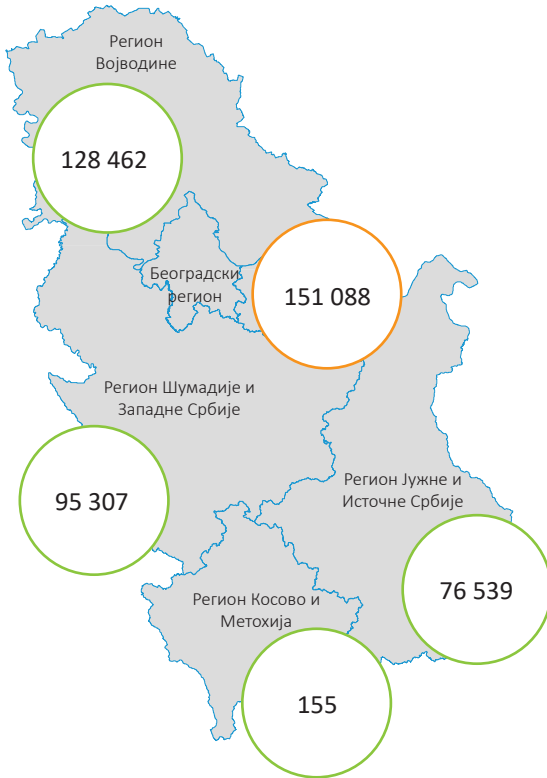 Регион
Војводине
128 462
Београдски
регион
151 088
Регион Шумадије и
Западне Србије
95 307
Регион Јужне и
Источне Србије
76 539
Регион Косово и
Метохија
155